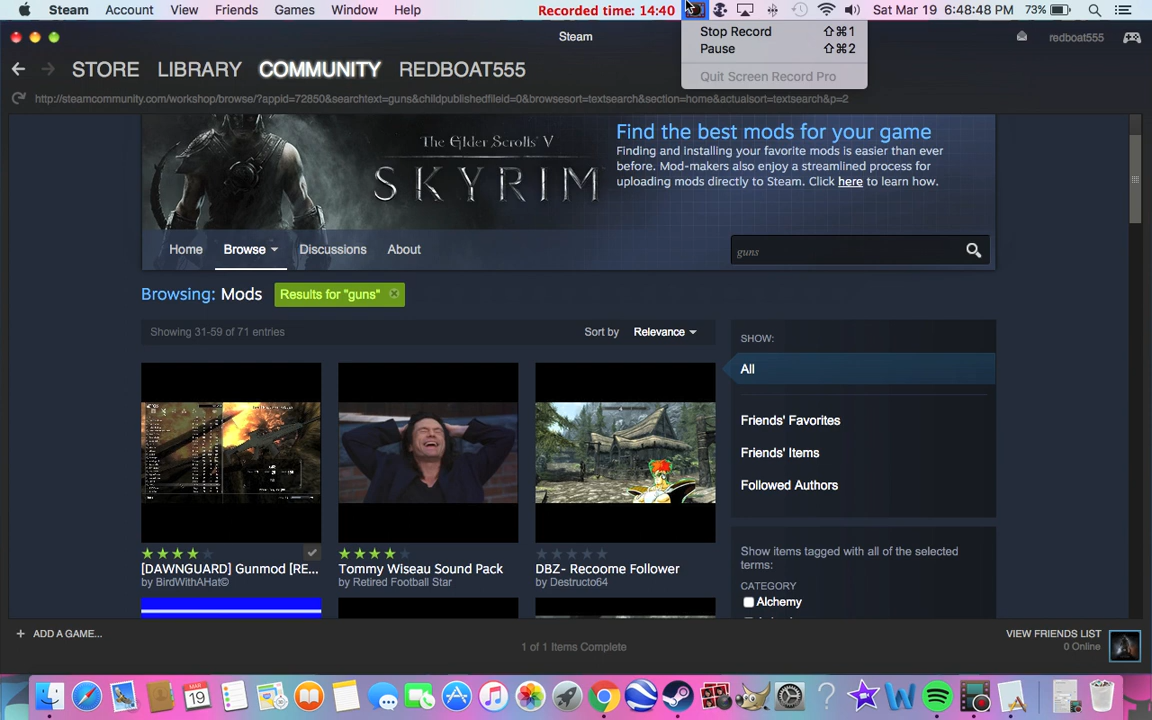 Steam Account View Friends Games Window Help Recorded time: 14:40 Sat Mar 19 6:48:48 PM 73%
Stop Record ⇧⌘1
Pause ⇧⌘2
Quit Screen Record Pro
Steam
redboat555
STORE LIBRARY COMMUNITY REDBOAT555
http://steamcommunity.com/workshop/browse/?appid=72850&searchtext=guns&childpublishedfileid=0&browsesort=textsearch&section=home&actualsort=textsearch&p=2
The Elder Scrolls V
SKYRIM
Find the best mods for your game
Finding and installing your favorite mods is easier than ever
before. Mod-makers also enjoy a streamlined process for
uploading mods directly to Steam. Click here to learn how.
Home Browse Discussions About
guns
Browsing: Mods Results for "guns"
Showing 31-59 of 71 entries
Sort by Relevance
SHOW:
All
Friends' Favorites
Friends' Items
Followed Authors
[DAWNGUARD] Gunmod [RE...
by BirdWithAHat©
Tommy Wiseau Sound Pack
by Retired Football Star
DBZ- Recoome Follower
by Destructo64
Show items tagged with all of the selected
terms:
CATEGORY
Alchemy
+ ADD A GAME...
1 of 1 Items Complete
VIEW FRIENDS LIST
0 Online
MAR
19